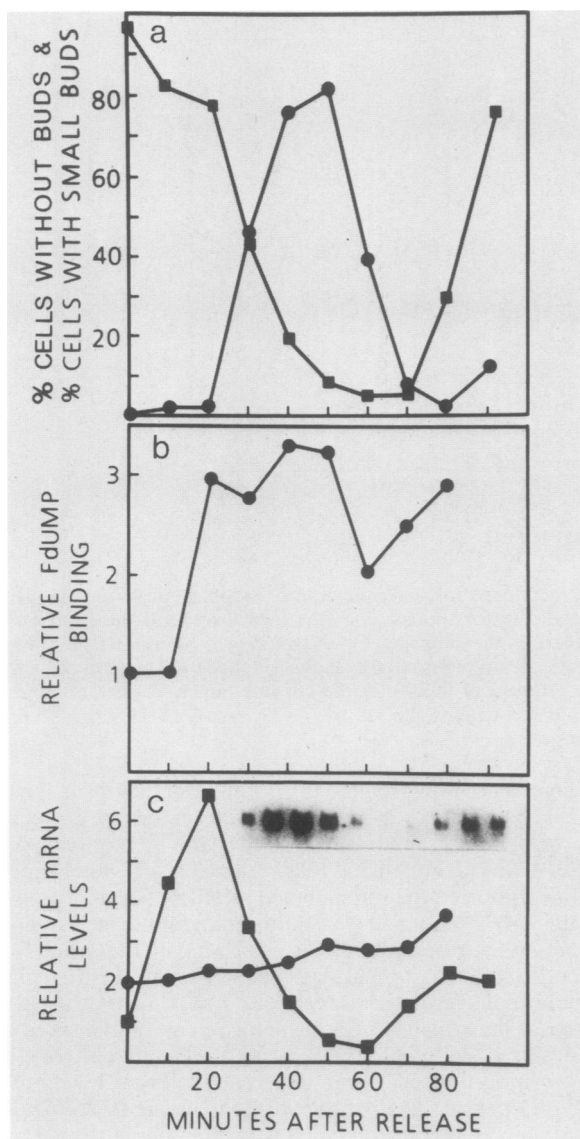 a
% CELLS WITHOUT BUDS &
% CELLS WITH SMALL BUDS
80
60
40
20
b
RELATIVE FdUMP
BINDING
3
2
1
c
RELATIVE mRNA
LEVELS
6
4
2
20 40 60 80
MINUTES AFTER RELEASE